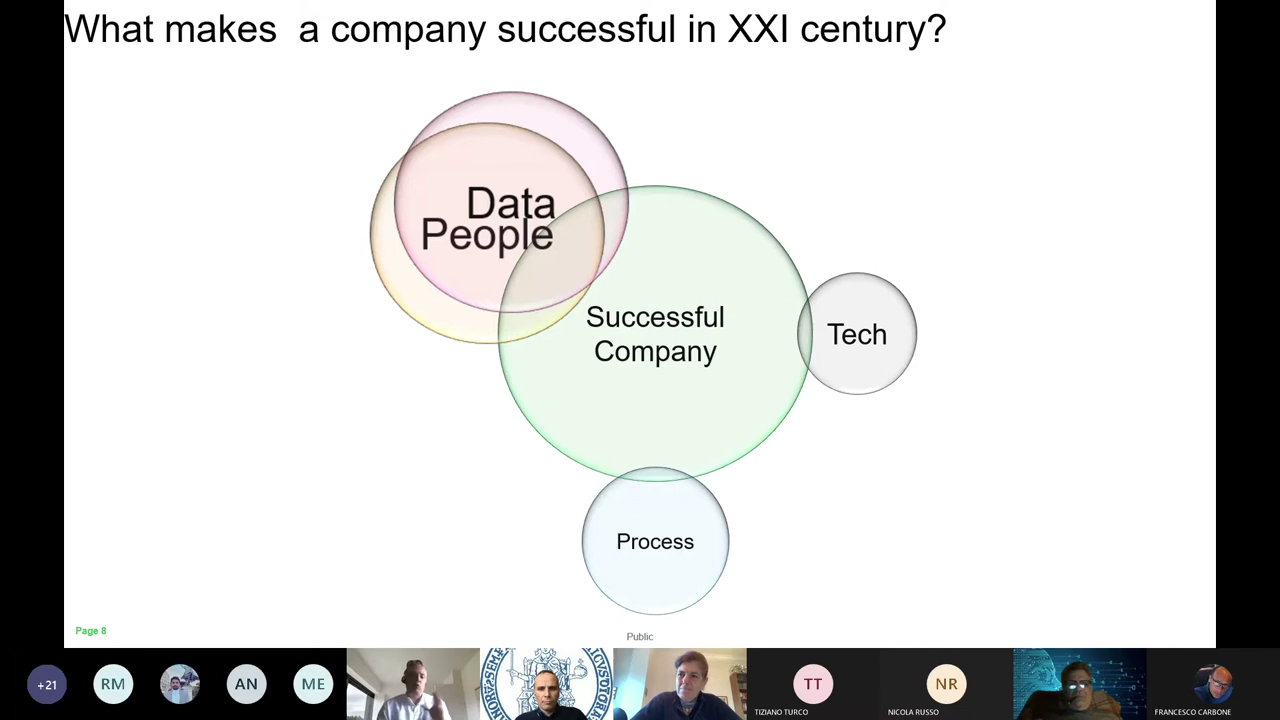 What makes  a company successful in XXI century?
Data
People
Successful
Company
Tech
Process
Page 8
Public
+21
RM
AN
ME
TT
TIZIANO TURCO
NR
NICOLA RUSSO
FRANCESCO CARBONE